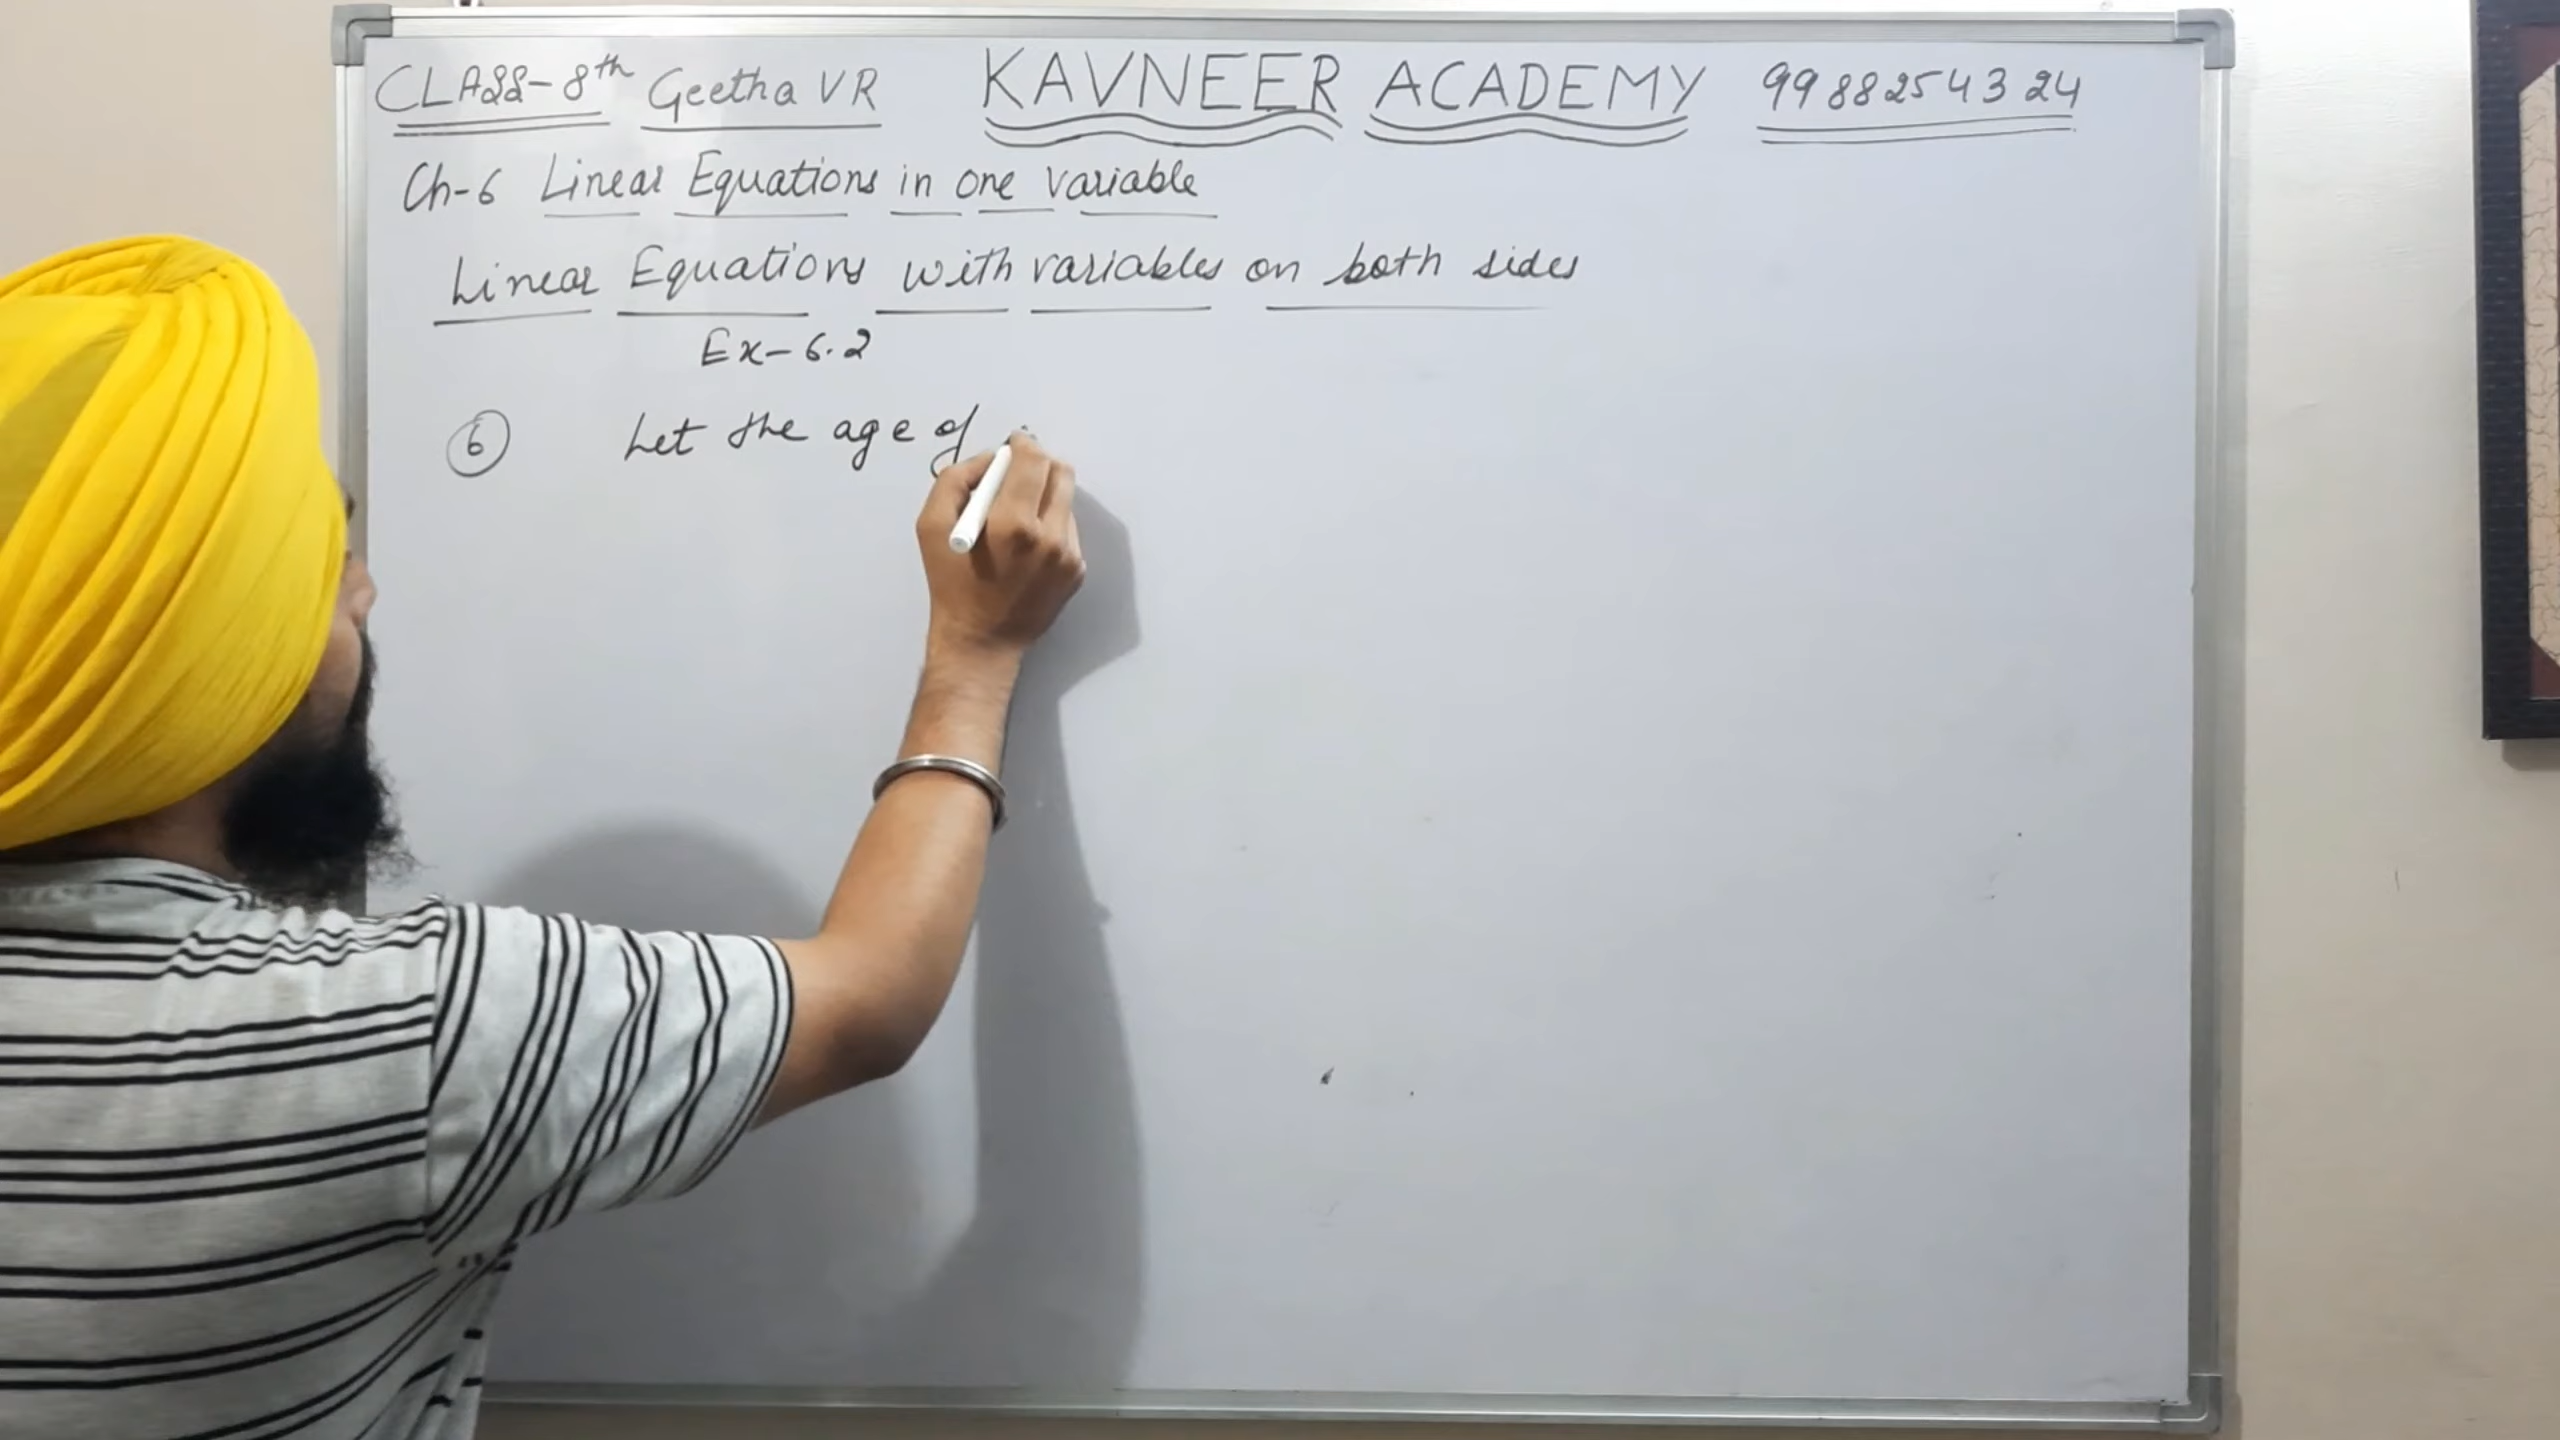 CLASS-8th Geetha VR KAVNEER ACADEMY 9988254324
Ch-6 Linear Equations in one variable
Linear Equations with variables on both sides
Ex-6.2
6 Let the age of